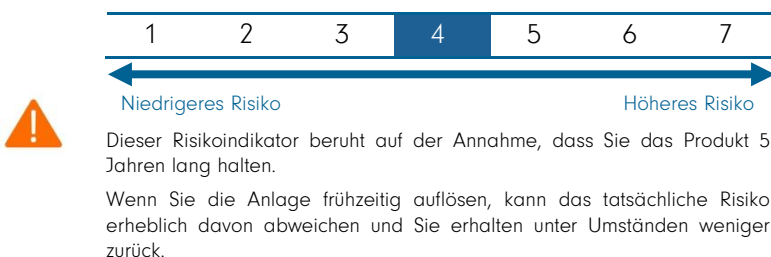 1 2 3 4 5 6 7
Niedrigeres Risiko Höheres Risiko
Dieser Risikoindikator beruht auf der Annahme, dass Sie das Produkt 5
Jahren lang halten.
Wenn Sie die Anlage frühzeitig auflösen, kann das tatsächliche Risiko
erheblich davon abweichen und Sie erhalten unter Umständen weniger
zurück.